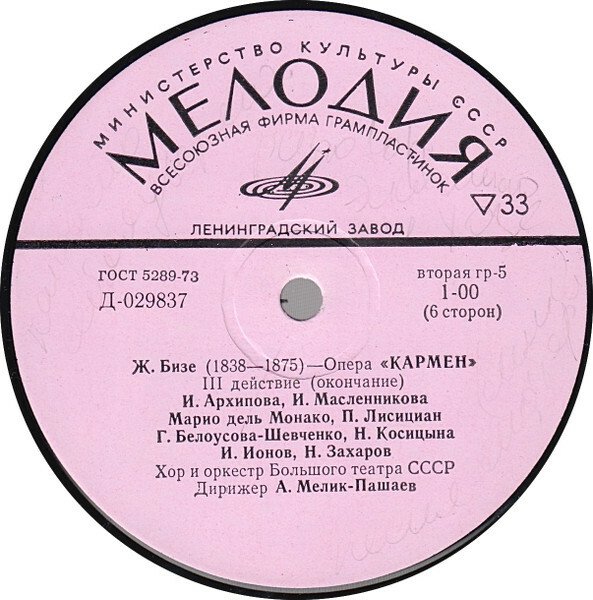 МИНИСТЕРСТВО КУЛЬТУРЫ СССР
МЕЛОДИЯ
ВСЕСОЮЗНАЯ ФИРМА ГРАМПЛАСТИНОК
▽33
ЛЕНИНГРАДСКИЙ ЗАВОД
ГОСТ 5289-73
Д-029837
вторая гр-5
1-00
(6 сторон)
Ж. Бизе (1838—1875)—Опера «КАРМЕН»
III действие (окончание)
И. Архипова, И. Масленникова
Марио дель Монако, П. Лисициан
Г. Белоусова-Шевченко, Н. Косицына
И. Ионов, Н. Захаров
Хор и оркестр Большого театра СССР
Дирижер А. Мелик-Пашаев